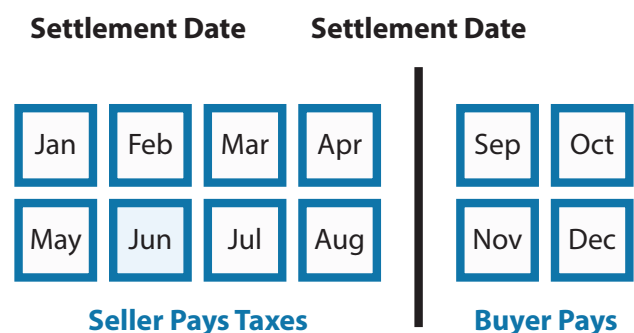 Settlement Date Settlement Date
Jan Feb Mar Apr Sep Oct
May Jun Jul Aug Nov Dec
Seller Pays Taxes Buyer Pays